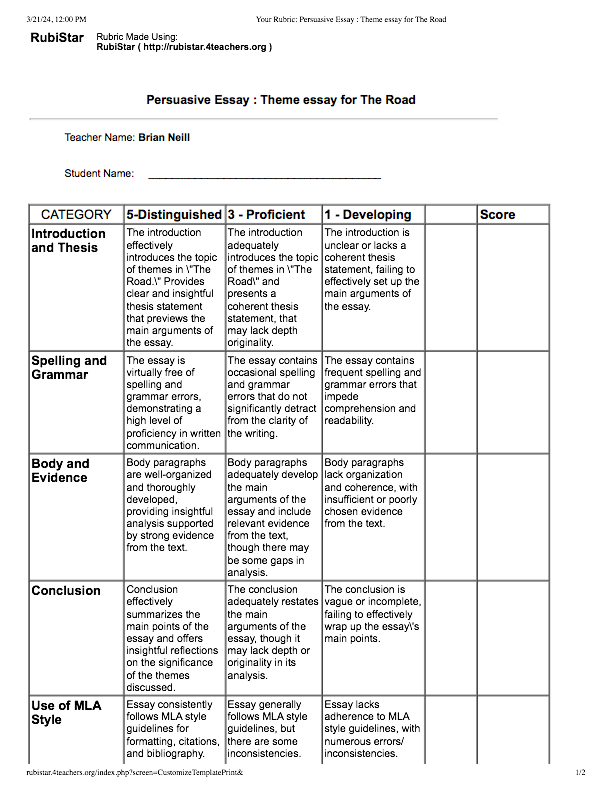 3/21/24, 12:00 PM Your Rubric: Persuasive Essay : Theme essay for The Road
RubiStar
Rubric Made Using:
RubiStar ( http://rubistar.4teachers.org )
Persuasive Essay : Theme essay for The Road
Teacher Name: Brian Neill
Student Name: ________________________________________
CATEGORY 5-Distinguished 3 - Proficient 1 - Developing Score
Introduction
and Thesis
The introduction
effectively
introduces the topic
of themes in \"The
Road.\" Provides
clear and insightful
thesis statement
that previews the
main arguments of
the essay.
The introduction
adequately
introduces the topic
of themes in \"The
Road\" and
presents a
coherent thesis
statement, that
may lack depth
originality.
The introduction is
unclear or lacks a
coherent thesis
statement, failing to
effectively set up the
main arguments of
the essay.
Spelling and
Grammar
The essay is
virtually free of
spelling and
grammar errors,
demonstrating a
high level of
proficiency in written
communication.
The essay contains
occasional spelling
and grammar
errors that do not
significantly detract
from the clarity of
the writing.
The essay contains
frequent spelling and
grammar errors that
impede
comprehension and
readability.
Body and
Evidence
Body paragraphs
are well-organized
and thoroughly
developed,
providing insightful
analysis supported
by strong evidence
from the text.
Body paragraphs
adequately develop
the main
arguments of the
essay and include
relevant evidence
from the text,
though there may
be some gaps in
analysis.
Body paragraphs
lack organization
and coherence, with
insufficient or poorly
chosen evidence
from the text.
Conclusion
Conclusion
effectively
summarizes the
main points of the
essay and offers
insightful reflections
on the significance
of the themes
discussed.
The conclusion
adequately restates
the main
arguments of the
essay, though it
may lack depth or
originality in its
analysis.
The conclusion is
vague or incomplete,
failing to effectively
wrap up the essay\'s
main points.
Use of MLA
Style
Essay consistently
follows MLA style
guidelines for
formatting, citations,
and bibliography.
Essay generally
follows MLA style
guidelines, but
there are some
inconsistencies.
Essay lacks
adherence to MLA
style guidelines, with
numerous errors/
inconsistencies.
rubistar.4teachers.org/index.php?screen=CustomizeTemplatePrint& 1/2